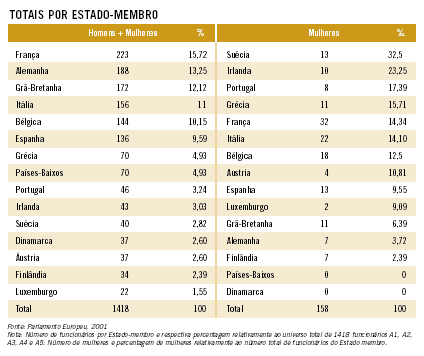 TOTAIS POR ESTADO-MEMBRO
Homens + Mulheres % Mulheres %
França 223 15,72 Suécia 13 32,5
Alemanha 188 13,25 Irlanda 10 23,25
Grã-Bretanha 172 12,12 Portugal 8 17,39
Itália 156 11 Grécia 11 15,71
Bélgica 144 10,15 França 32 14,34
Espanha 136 9,59 Itália 22 14,10
Grécia 70 4,93 Bélgica 18 12,5
Países-Baixos 70 4,93 Austria 4 10,81
Portugal 46 3,24 Espanha 13 9,55
Irlanda 43 3,03 Luxemburgo 2 9,09
Suécia 40 2,82 Grã-Bretanha 11 6,39
Dinamarca 37 2,60 Alemanha 7 3,72
Áustria 37 2,60 Finlândia 7 2,39
Finlândia 34 2,39 Países-Baixos 0 0
Luxemburgo 22 1,55 Dinamarca 0 0
Total 1418 100 Total 158 100
Fonte: Parlamento Europeu, 2001
Nota: Número de funcionários por Estado-membro e respectiva percentagem relativamente ao universo total de 1418 funcionários A1, A2,
A3, A4 e A5: Número de mulheres e percentagem de mulheres relativamente ao número total de funcionários do Estado membro.